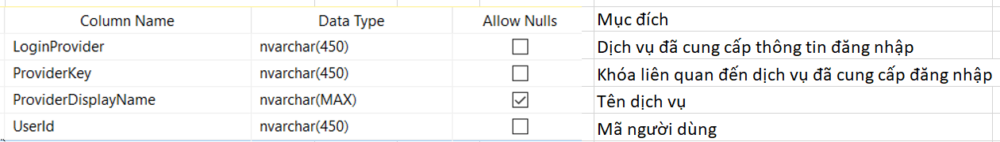 Column Name Data Type Allow Nulls Mục đích
LoginProvider nvarchar(450) Dịch vụ đã cung cấp thông tin đăng nhập
ProviderKey nvarchar(450) Khóa liên quan đến dịch vụ đã cung cấp đăng nhập
ProviderDisplayName nvarchar(MAX) Tên dịch vụ
UserId nvarchar(450) Mã người dùng